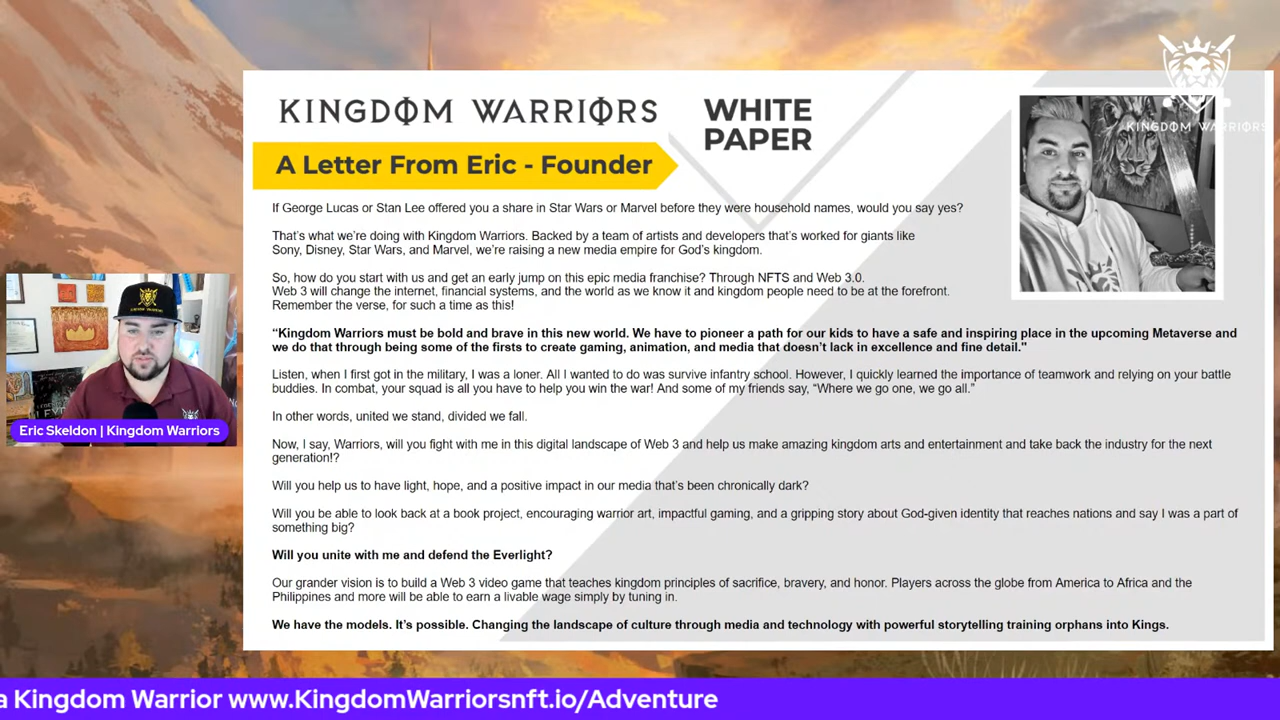 KINGDOM WARRIORS
WHITE
PAPER
KINGDOM WARRIORS
A Letter From Eric - Founder
If George Lucas or Stan Lee offered you a share in Star Wars or Marvel before they were household names, would you say yes?
That's what we're doing with Kingdom Warriors. Backed by a team of artists and developers that's worked for giants like
Sony, Disney, Star Wars, and Marvel, we're raising a new media empire for God's kingdom.
So, how do you start with us and get an early jump on this epic media franchise? Through NFTS and Web 3.0.
Web 3 will change the internet, financial systems, and the world as we know it and kingdom people need to be at the forefront.
Remember the verse, for such a time as this!
“Kingdom Warriors must be bold and brave in this new world. We have to pioneer a path for our kids to have a safe and inspiring place in the upcoming Metaverse and
we do that through being some of the firsts to create gaming, animation, and media that doesn't lack in excellence and fine detail."
Listen, when I first got in the military, I was a loner. All I wanted to do was survive infantry school. However, I quickly learned the importance of teamwork and relying on your battle
buddies. In combat, your squad is all you have to help you win the war! And some of my friends say, “Where we go one, we go all.”
In other words, united we stand, divided we fall.
Now, I say, Warriors, will you fight with me in this digital landscape of Web 3 and help us make amazing kingdom arts and entertainment and take back the industry for the next
generation!?
Will you help us to have light, hope, and a positive impact in our media that's been chronically dark?
Will you be able to look back at a book project, encouraging warrior art, impactful gaming, and a gripping story about God-given identity that reaches nations and say I was a part of
something big?
Will you unite with me and defend the Everlight?
Our grander vision is to build a Web 3 video game that teaches kingdom principles of sacrifice, bravery, and honor. Players across the globe from America to Africa and the
Philippines and more will be able to earn a livable wage simply by tuning in.
We have the models. It's possible. Changing the landscape of culture through media and technology with powerful storytelling training orphans into Kings.
Eric Skeldon | Kingdom Warriors
a Kingdom Warrior www.KingdomWarriorsnft.io/Adventure